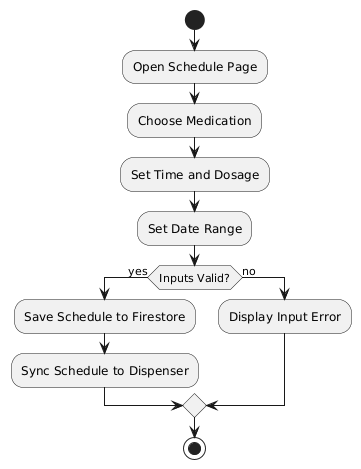 Open Schedule Page
Choose Medication
Set Time and Dosage
Set Date Range
Inputs Valid?
yes
no
Save Schedule to Firestore
Display Input Error
Sync Schedule to Dispenser